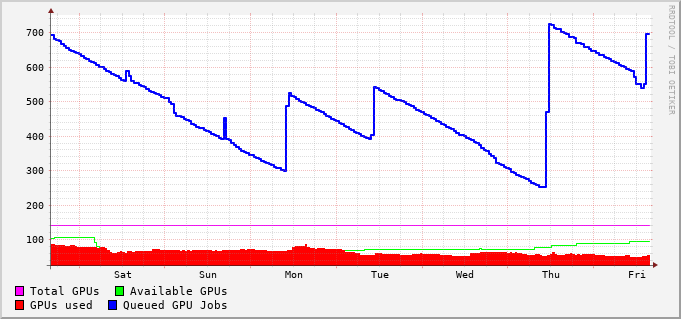 RRDTOOL / TOBI OETIKER
700
600
500
400
300
200
100
Sat Sun Mon Tue Wed Thu Fri
Total GPUs Available GPUs
GPUs used Queued GPU Jobs